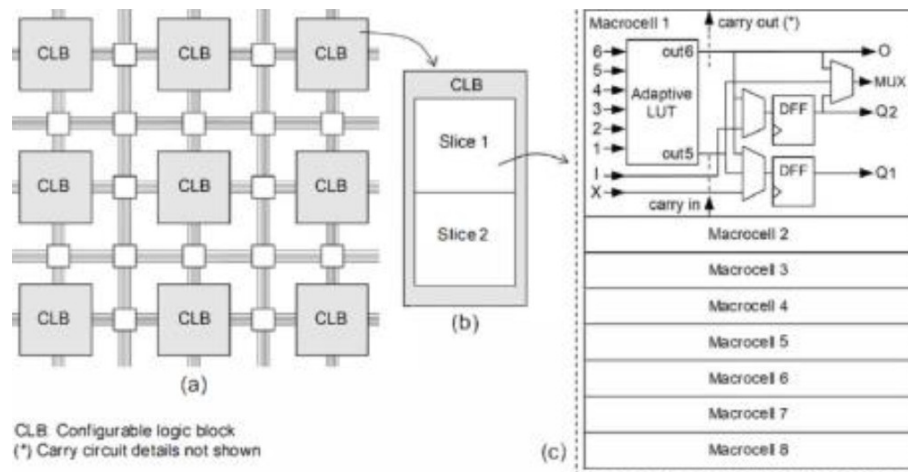 CLB
CLB
CLB
CLB
CLB
CLB
CLB
CLB
CLB
(a)
CLB. Configurable logic block
(*) Carry circuit details not shown
CLB
Slice 1
Slice 2
(b)
Macrocell 1
carry out (*)
6
5
4
3
2
1
I
X
out6
Adaptive
LUT
out5
carry in
DFF
DFF
O
MUX
Q2
Q1
Macrocell 2
Macrocell 3
Macrocell 4
Macrocell 5
Macrocell 6
Macrocell 7
Macrocell 8
(c)